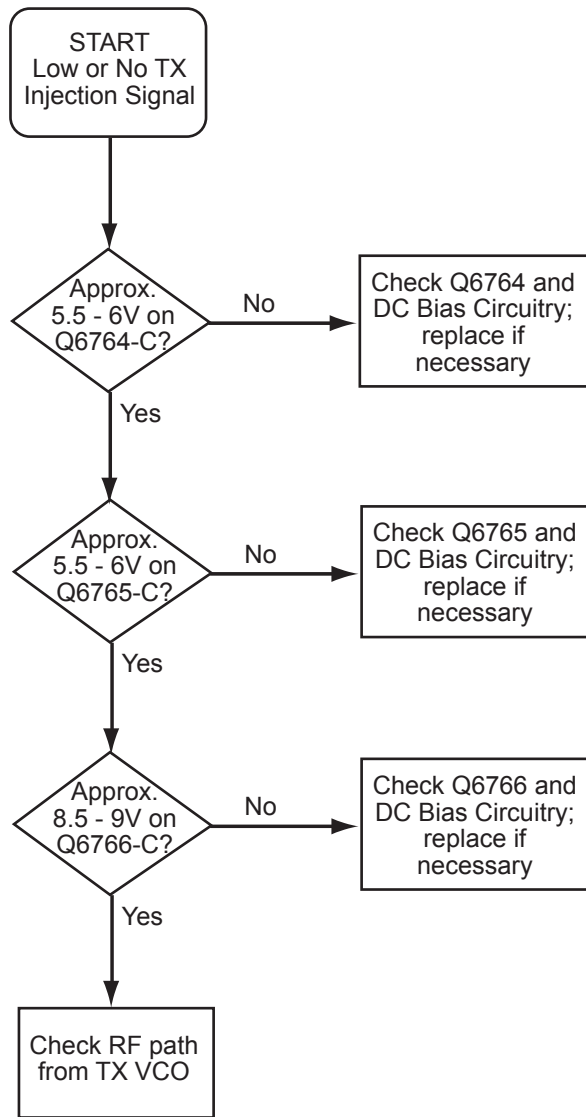 START
Low or No TX
Injection Signal
Approx.
5.5 - 6V on
Q6764-C?
No
Check Q6764 and
DC Bias Circuitry;
replace if
necessary
Yes
Approx.
5.5 - 6V on
Q6765-C?
No
Check Q6765 and
DC Bias Circuitry;
replace if
necessary
Yes
Approx.
8.5 - 9V on
Q6766-C?
No
Check Q6766 and
DC Bias Circuitry;
replace if
necessary
Yes
Check RF path
from TX VCO